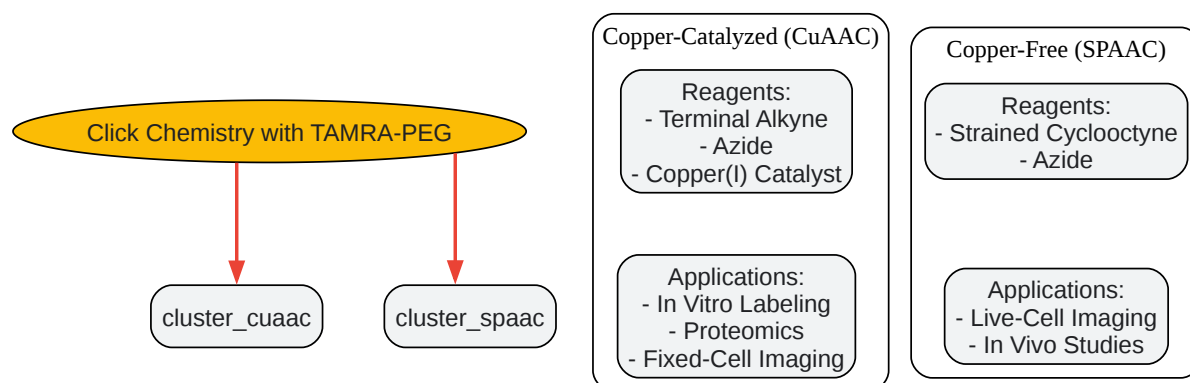 Click Chemistry with TAMRA-PEG
cluster_cuaac
cluster_spaac
Copper-Catalyzed (CuAAC)
Reagents:
- Terminal Alkyne
- Azide
- Copper(I) Catalyst
Applications:
- In Vitro Labeling
- Proteomics
- Fixed-Cell Imaging
Copper-Free (SPAAC)
Reagents:
- Strained Cyclooctyne
- Azide
Applications:
- Live-Cell Imaging
- In Vivo Studies